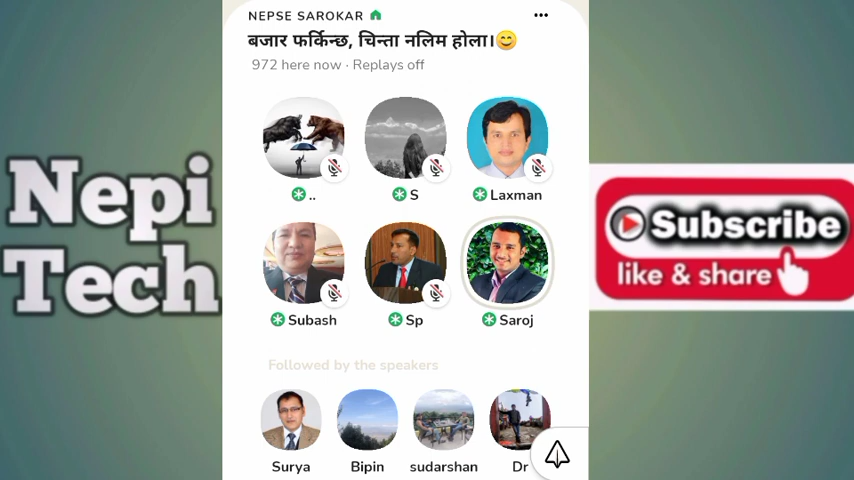 NEPSE SAROKAR
बजार फर्किन्छ, चिन्ता नलिम होला।😊
972 here now · Replays off
..
S
Laxman
Subash
Sp
Saroj
Followed by the speakers
Surya
Bipin
sudarshan
Dr
Nepi
Tech
Subscribe
like & share